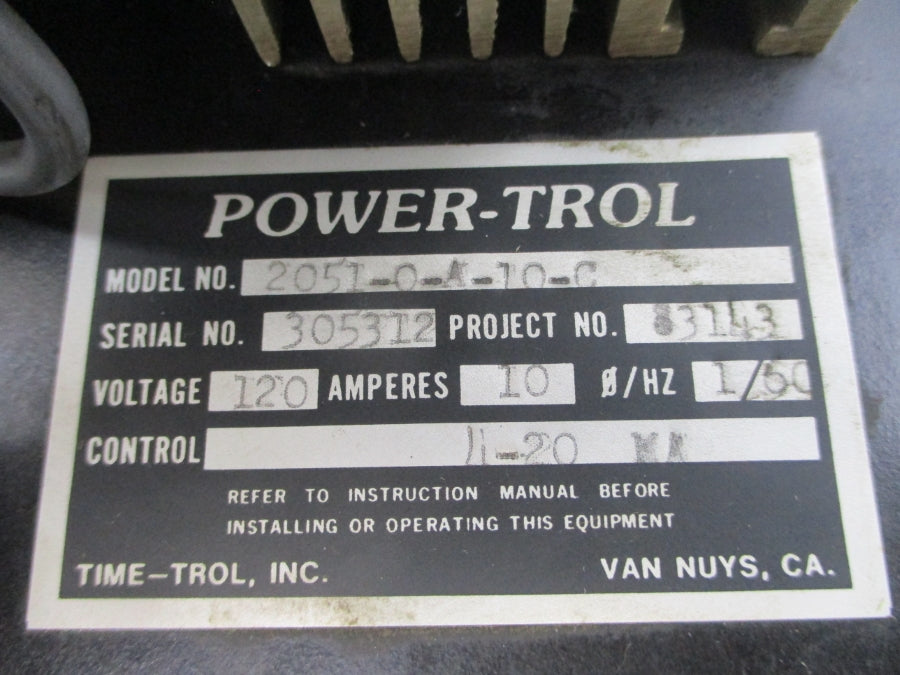 POWER-TROL
MODEL NO. 2051-0-A-10-C
SERIAL NO. 305312 PROJECT NO. 83143
VOLTAGE 120 AMPERES 10 Ø/HZ 1/60
CONTROL 4-20 MA
REFER TO INSTRUCTION MANUAL BEFORE
INSTALLING OR OPERATING THIS EQUIPMENT
TIME-TROL, INC. VAN NUYS, CA.